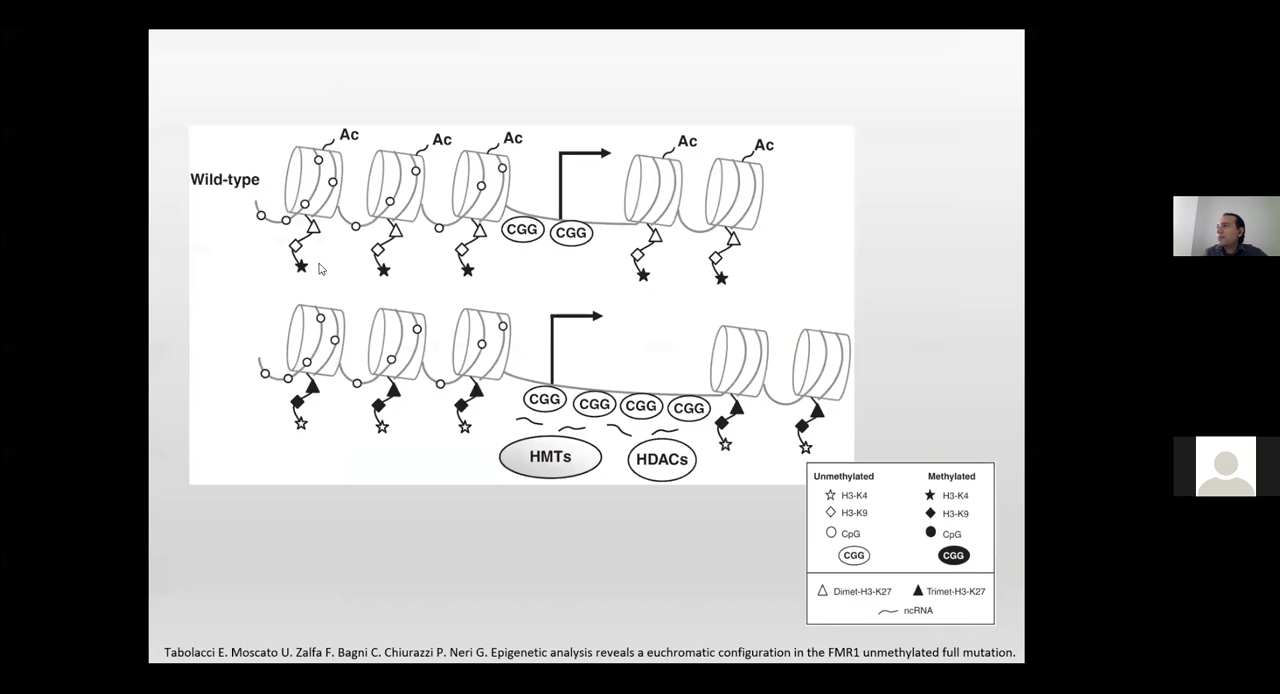 Ac
Ac
Ac
Ac
Ac
Wild-type
CGG
CGG
CGG
CGG
CGG
CGG
HMTs
HDACs
Unmethylated
Methylated
H3-K4
H3-K4
H3-K9
H3-K9
CpG
CpG
CGG
CGG
Dimet-H3-K27
Trimet-H3-K27
ncRNA
Tabolacci E. Moscato U. Zalfa F. Bagni C. Chiurazzi P. Neri G. Epigenetic analysis reveals a euchromatic configuration in the FMR1 unmethylated full mutation.